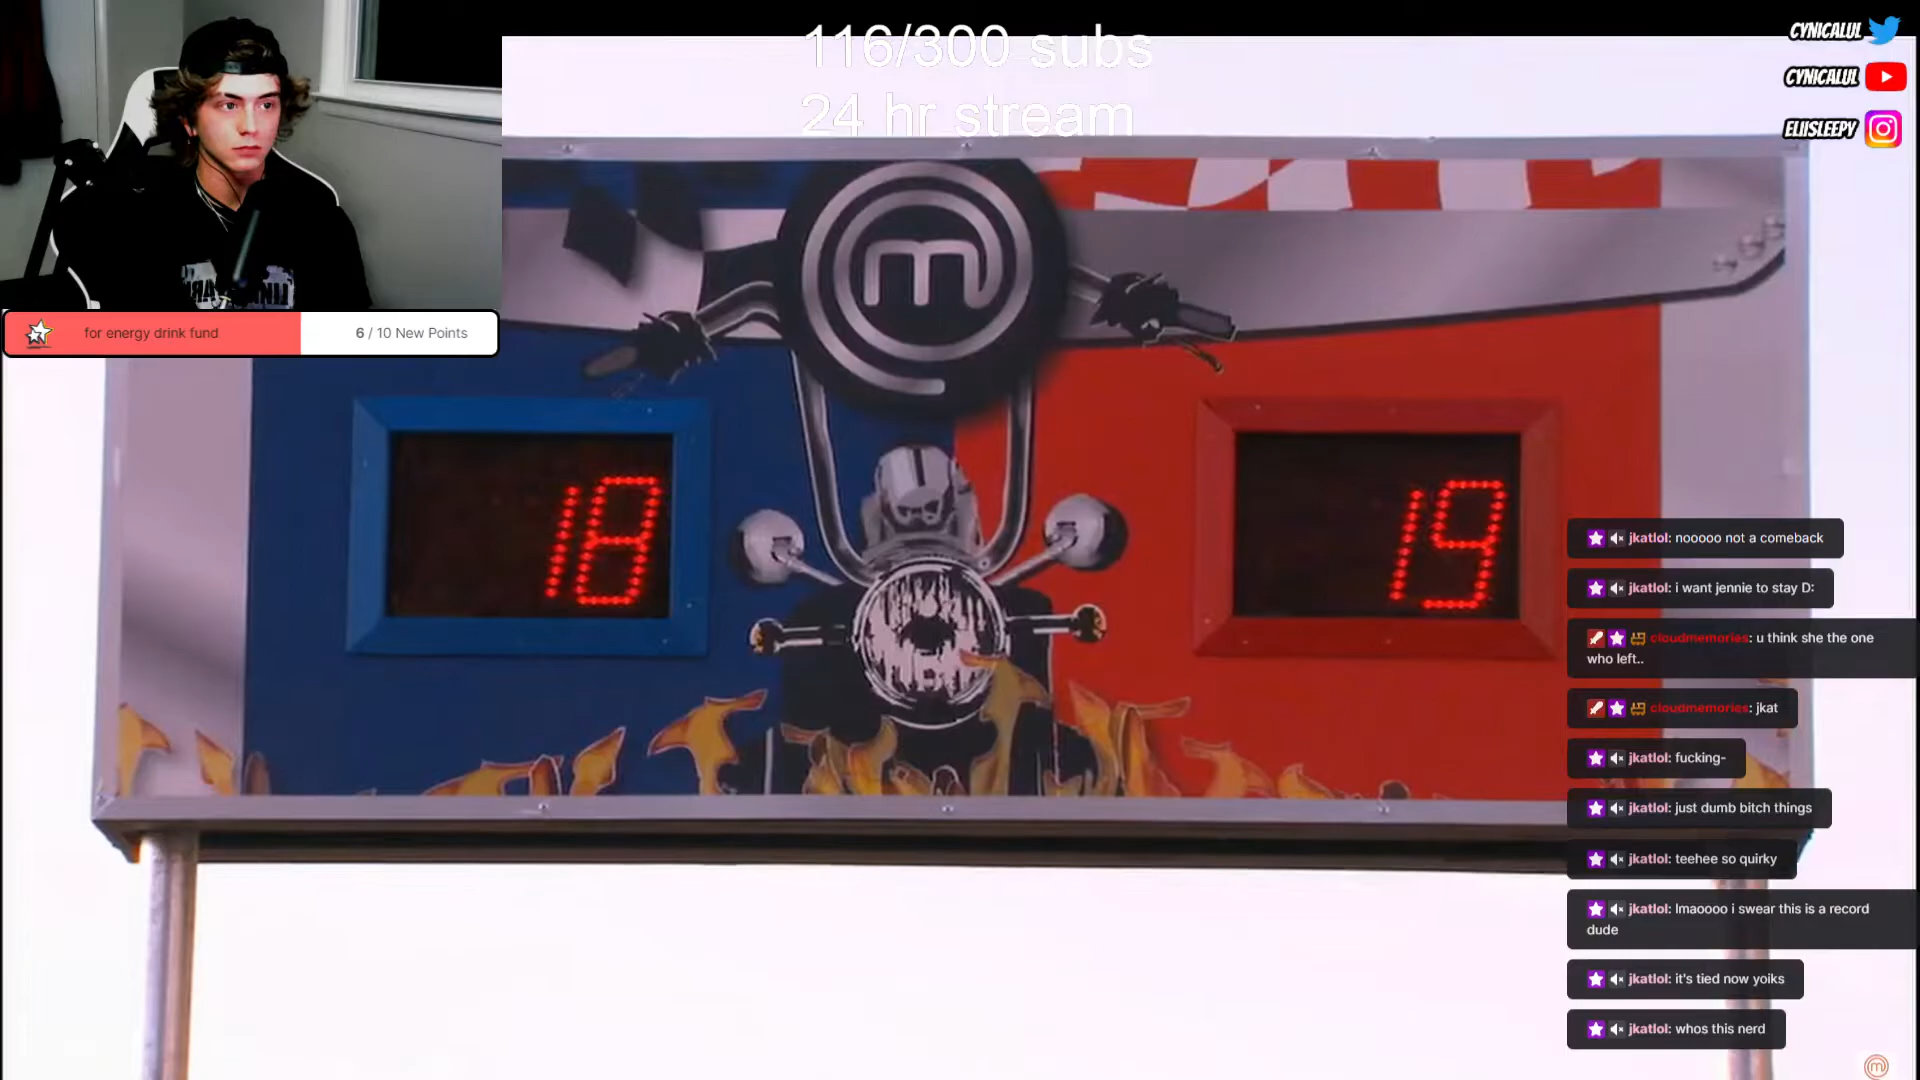 116/300 subs
24 hr stream
CYNICALUL
CYNICALUL
ELIISLEEPY
for energy drink fund
6 / 10 New Points
m
18
19
jkatlol: nooooo not a comeback
jkatlol: i want jennie to stay D:
cloudmemories: u think she the one
who left..
cloudmemories: jkat
jkatlol: fucking-
jkatlol: just dumb bitch things
jkatlol: teehee so quirky
jkatlol: lmaoooo i swear this is a record
dude
jkatlol: it's tied now yoiks
jkatlol: whos this nerd